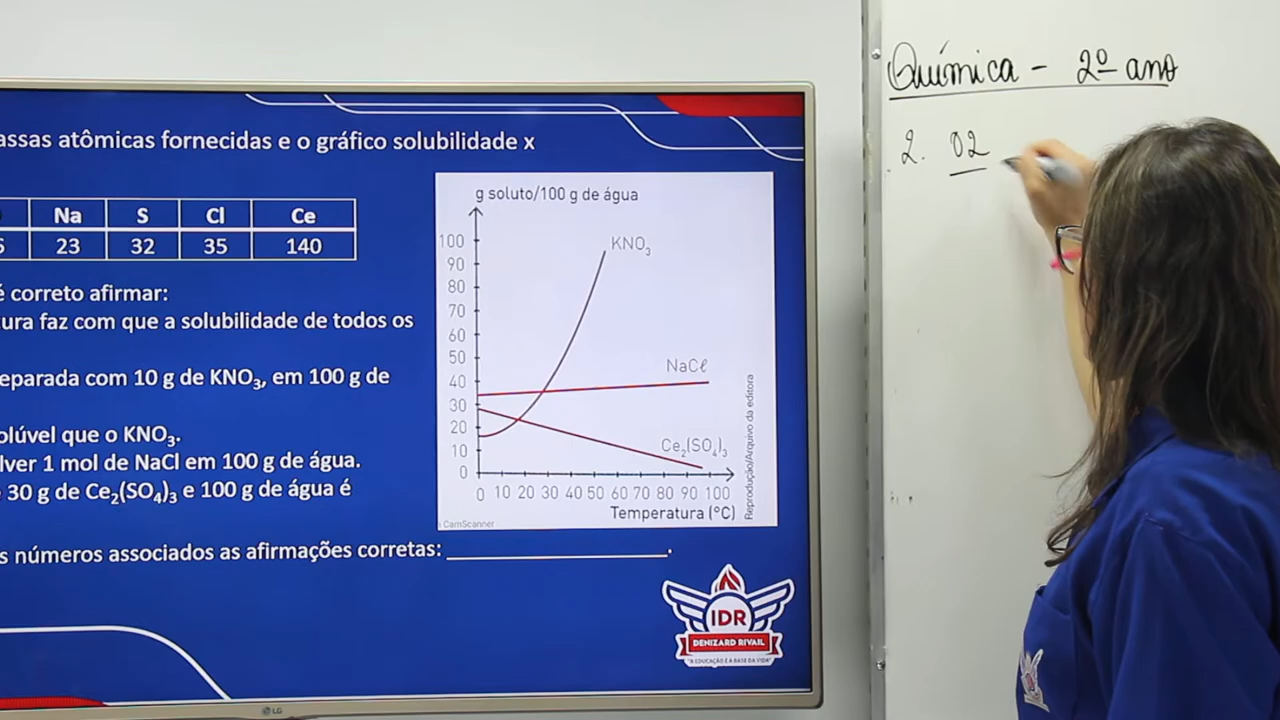 assas atômicas fornecidas e o gráfico solubilidade x
Na S Cl Ce
23 32 35 140
é correto afirmar:
tura faz com que a solubilidade de todos os
eparada com 10 g de KNO₃, em 100 g de
olúvel que o KNO₃.
lver 1 mol de NaCl em 100 g de água.
30 g de Ce₂(SO₄)₃ e 100 g de água é
s números associados as afirmações corretas: ____________________.
g soluto/100 g de água
100
90
80
70
60
50
40
30
20
10
0
KNO₃
NaCℓ
Ce₂(SO₄)₃
0 10 20 30 40 50 60 70 80 90 100
Temperatura (°C)
Reprodução/Arquivo da editora
CamScanner
IDR
DENIZARD RIVAIL
"A EDUCAÇÃO É A BASE DA VIDA"
LG
Química - 2º ano
2. 02